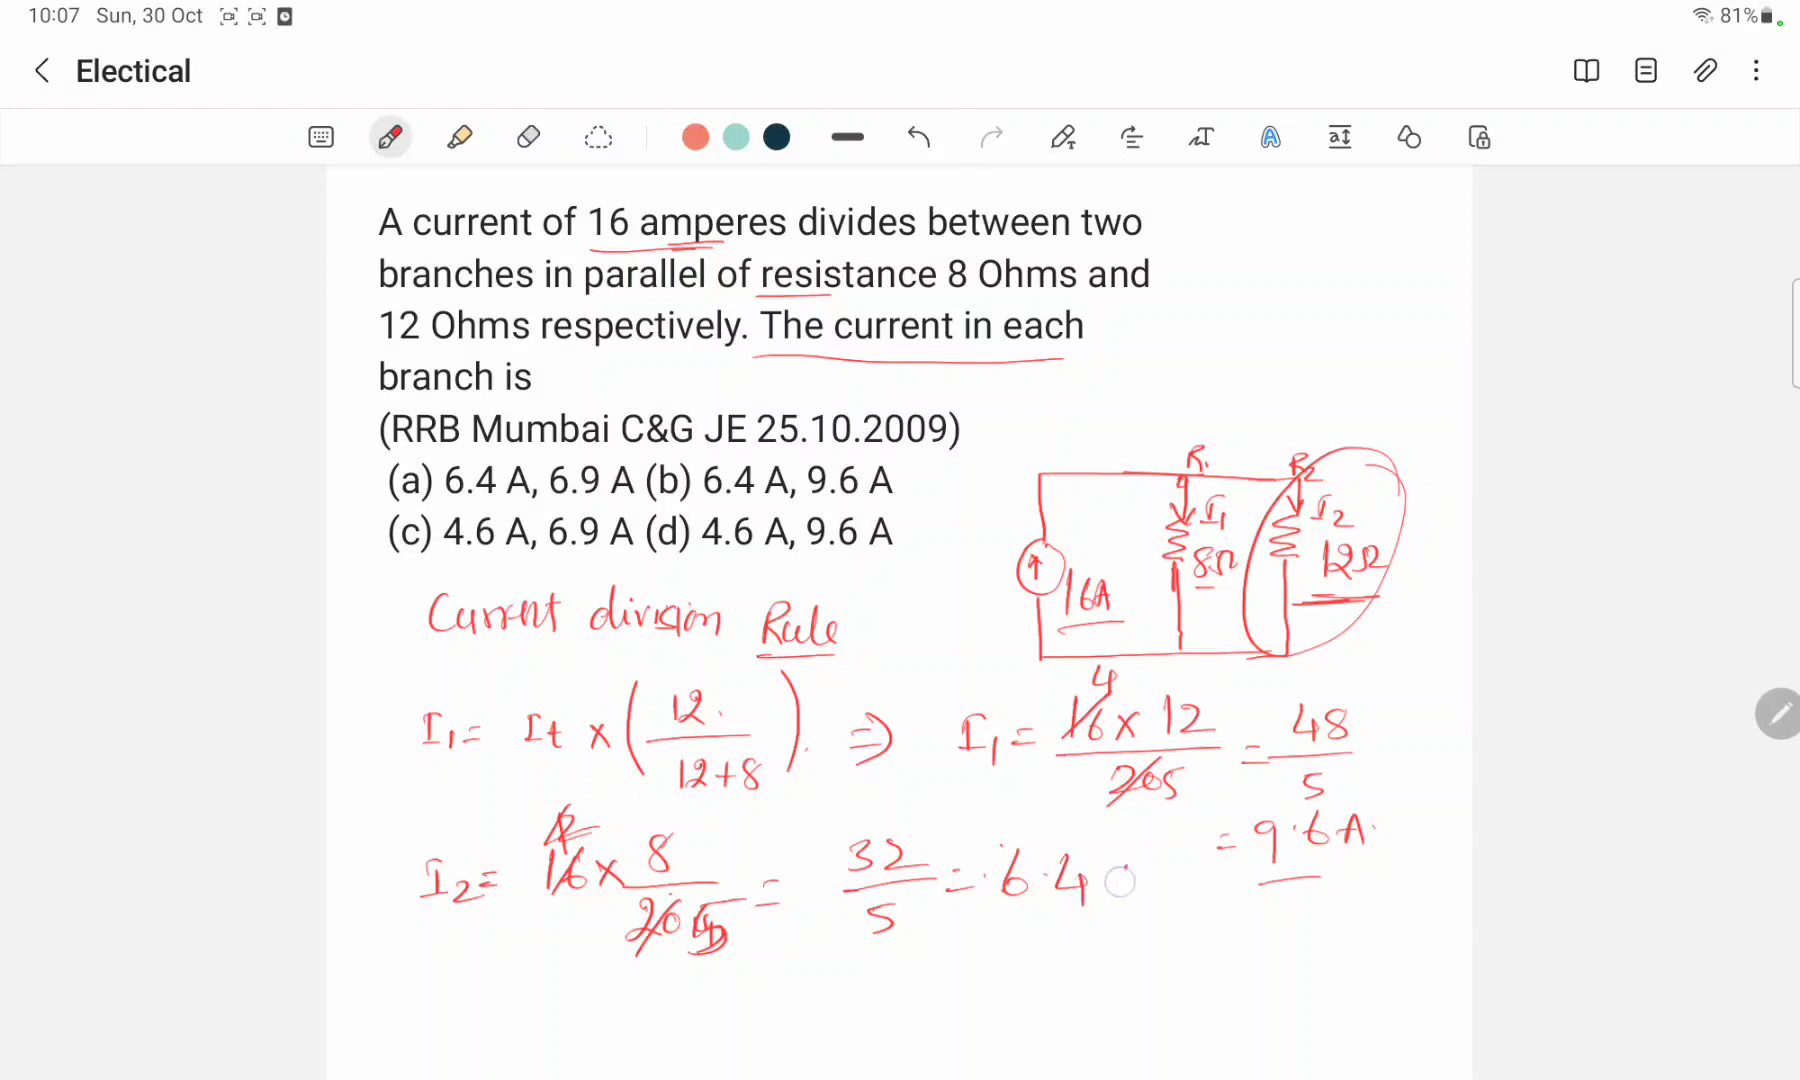 10:07 Sun, 30 Oct
81%
Electical
A current of 16 amperes divides between two
branches in parallel of resistance 8 Ohms and
12 Ohms respectively. The current in each
branch is
(RRB Mumbai C&G JE 25.10.2009)
(a) 6.4 A, 6.9 A (b) 6.4 A, 9.6 A
(c) 4.6 A, 6.9 A (d) 4.6 A, 9.6 A
R1 R2
I1 I2
8Ω 12Ω
16A
Current division Rule
I1 = It × (12 / 12+8) ⇒ I1 = 16 4 × 12 / 20 5 = 48 / 5
= 9.6 A.
I2 = 16 × 8 / 20 5 = 32 / 5 = 6.4